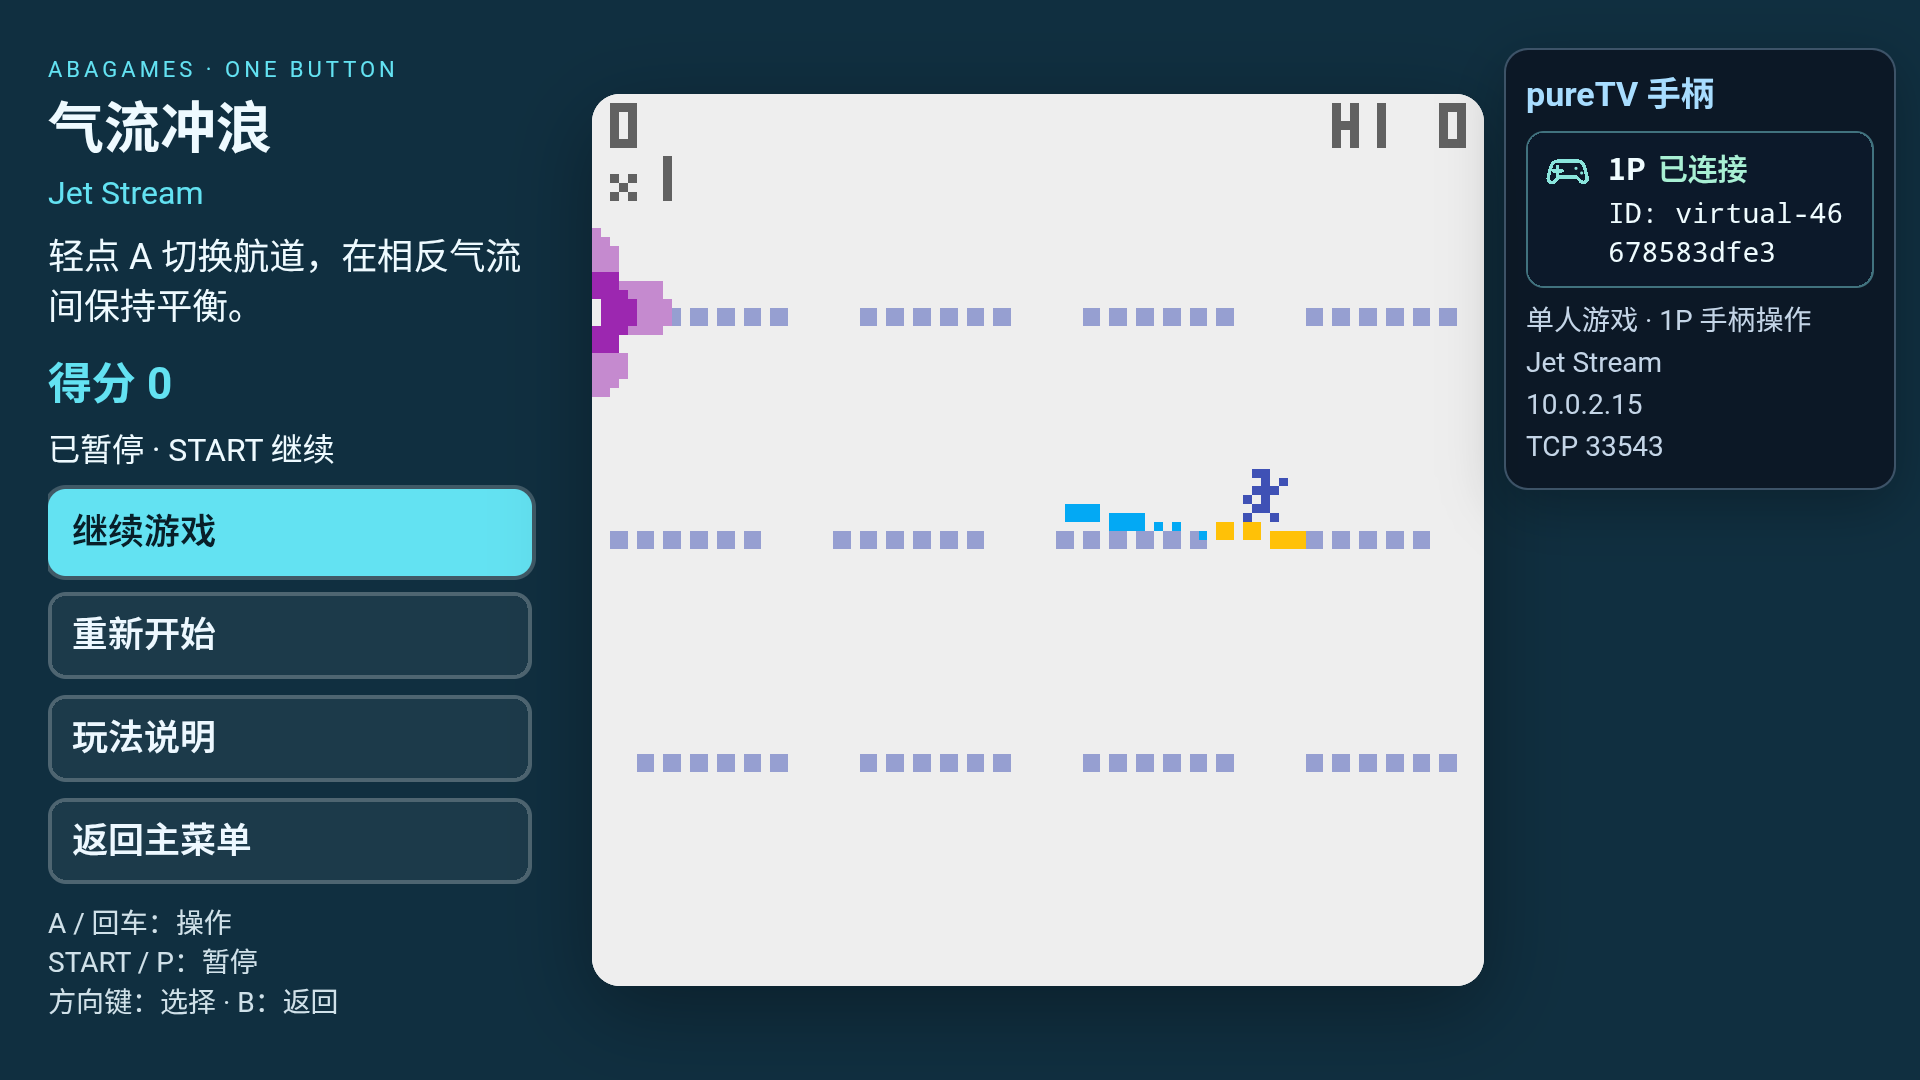 ABAGAMES · ONE BUTTON
气流冲浪
Jet Stream
轻点 A 切换航道，在相反气流
间保持平衡。
得分 0
已暂停 · START 继续
继续游戏
重新开始
玩法说明
返回主菜单
A / 回车：操作
START / P：暂停
方向键：选择 · B：返回
0
HI 0
x1
pureTV 手柄
1P 已连接
ID: virtual-46
678583dfe3
单人游戏 · 1P 手柄操作
Jet Stream
10.0.2.15
TCP 33543